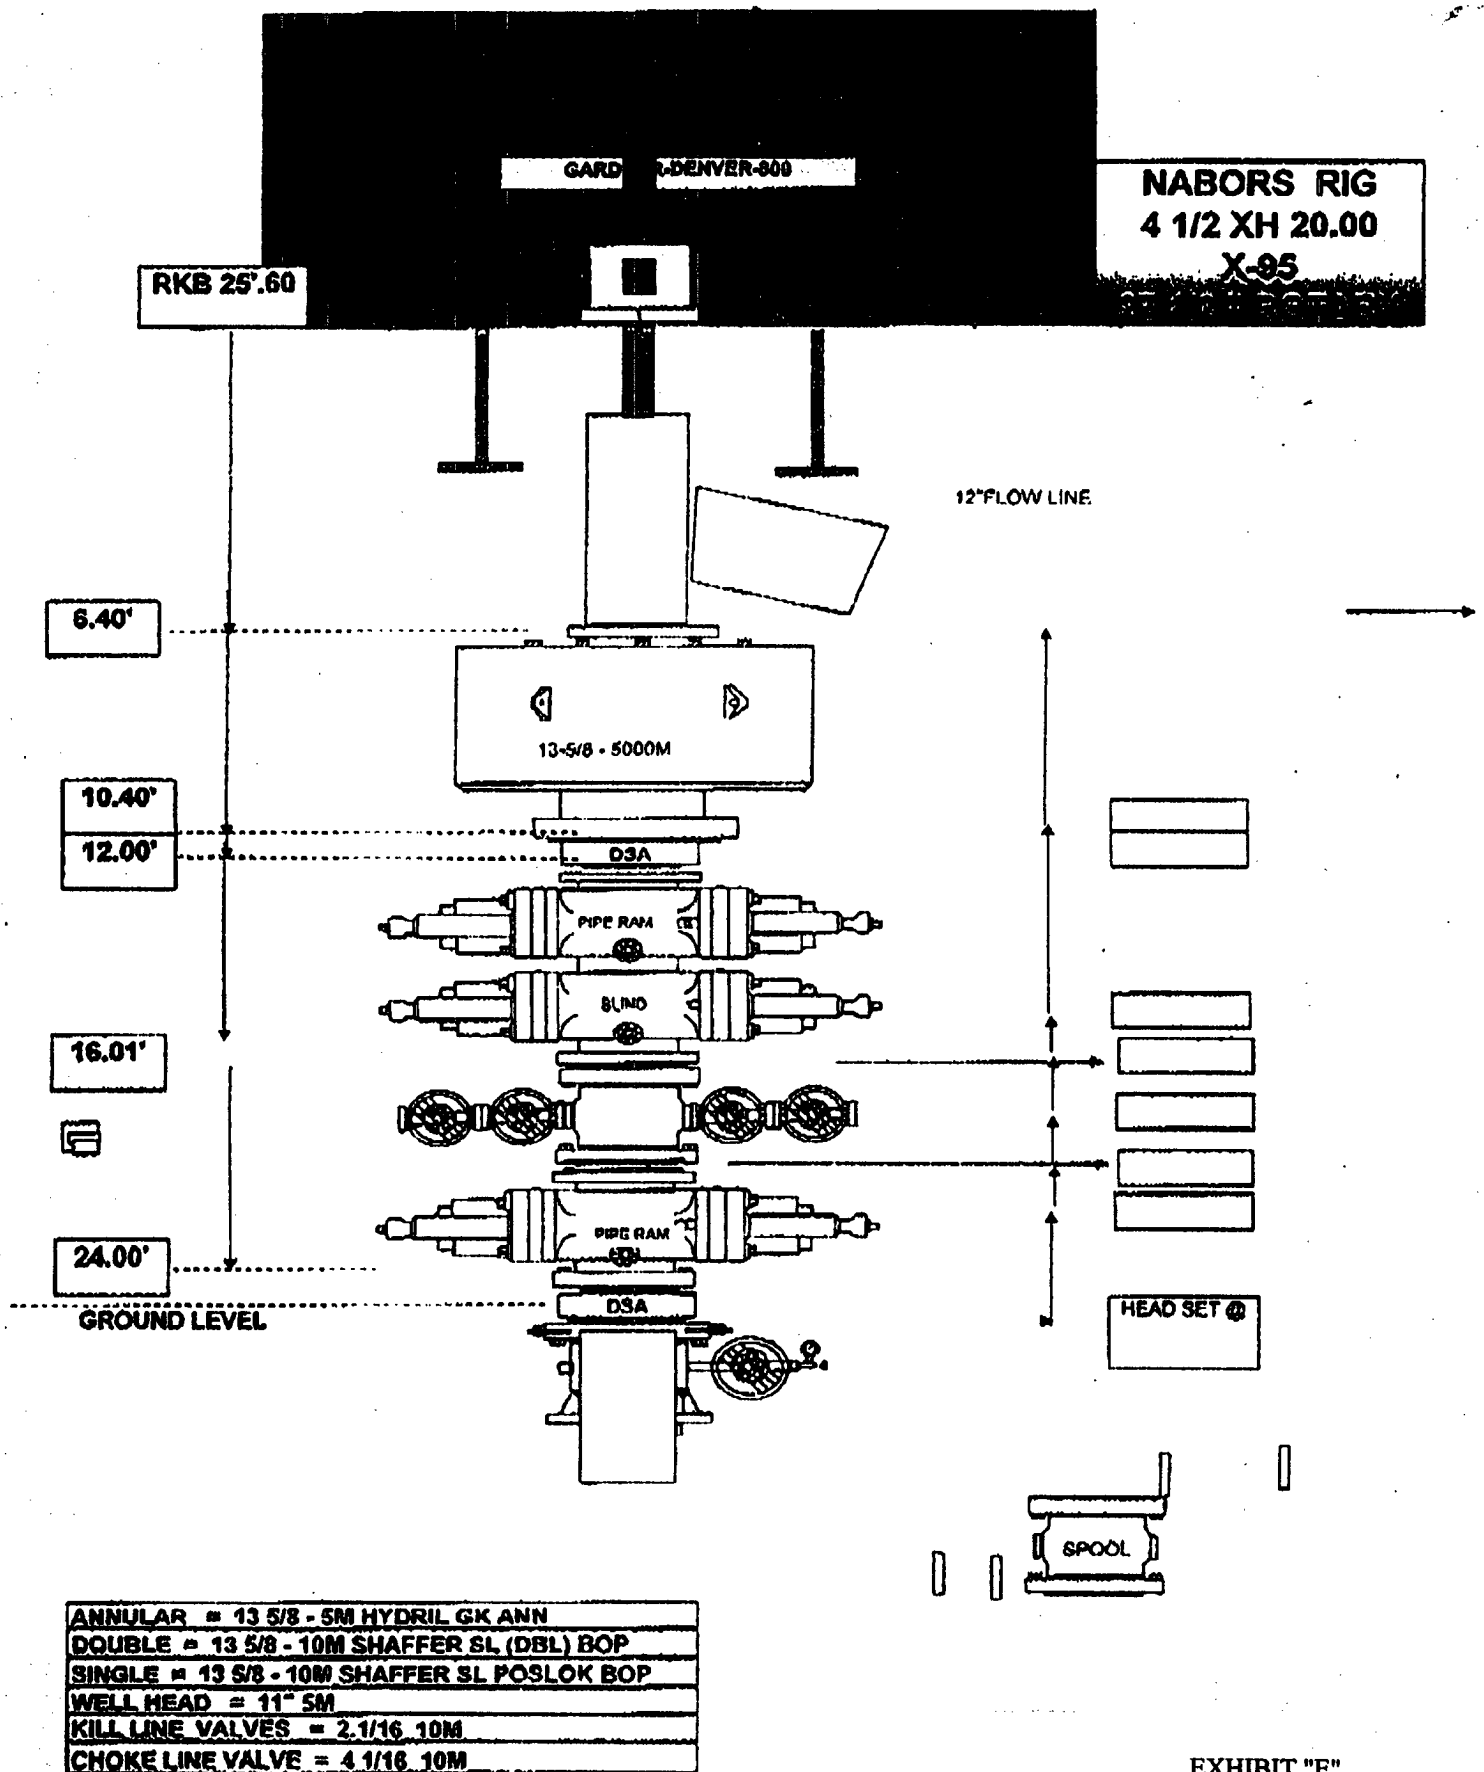 GARD R-DENVER-800
NABORS RIG
4 1/2 XH 20.00
X-95
RKB 25'.60
12"FLOW LINE
6.40'
13-5/8 - 5000M
10.40'
12.00'
DSA
PIPE RAM
BLIND
16.01'
PIPE RAM
24.00'
GROUND LEVEL
DSA
HEAD SET @
SPOOL
ANNULAR = 13 5/8 - 5M HYDRIL GK ANN
DOUBLE = 13 5/8 - 10M SHAFFER SL (DBL) BOP
SINGLE = 13 5/8 - 10M SHAFFER SL POSLOK BOP
WELL HEAD = 11" 5M
KILL LINE VALVES = 2.1/16 10M
CHOKE LINE VALVE = 4 1/16 10M
EXHIBIT "E"